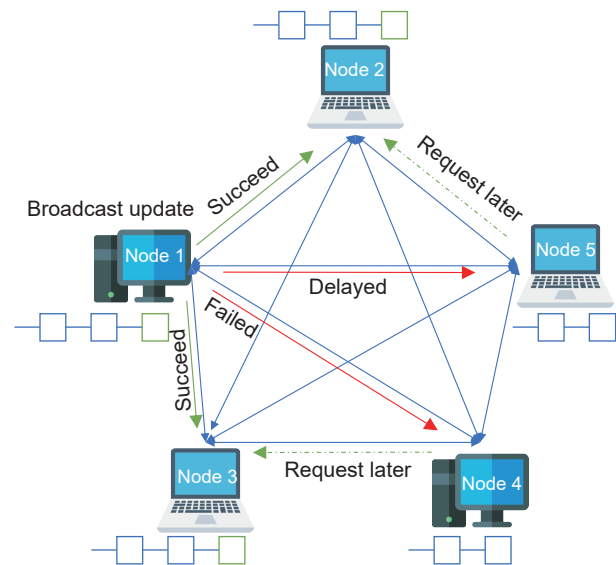 Node 2
Succeed
Request later
Broadcast update
Node 1
Node 5
Delayed
Failed
Succeed
Node 3
Request later
Node 4